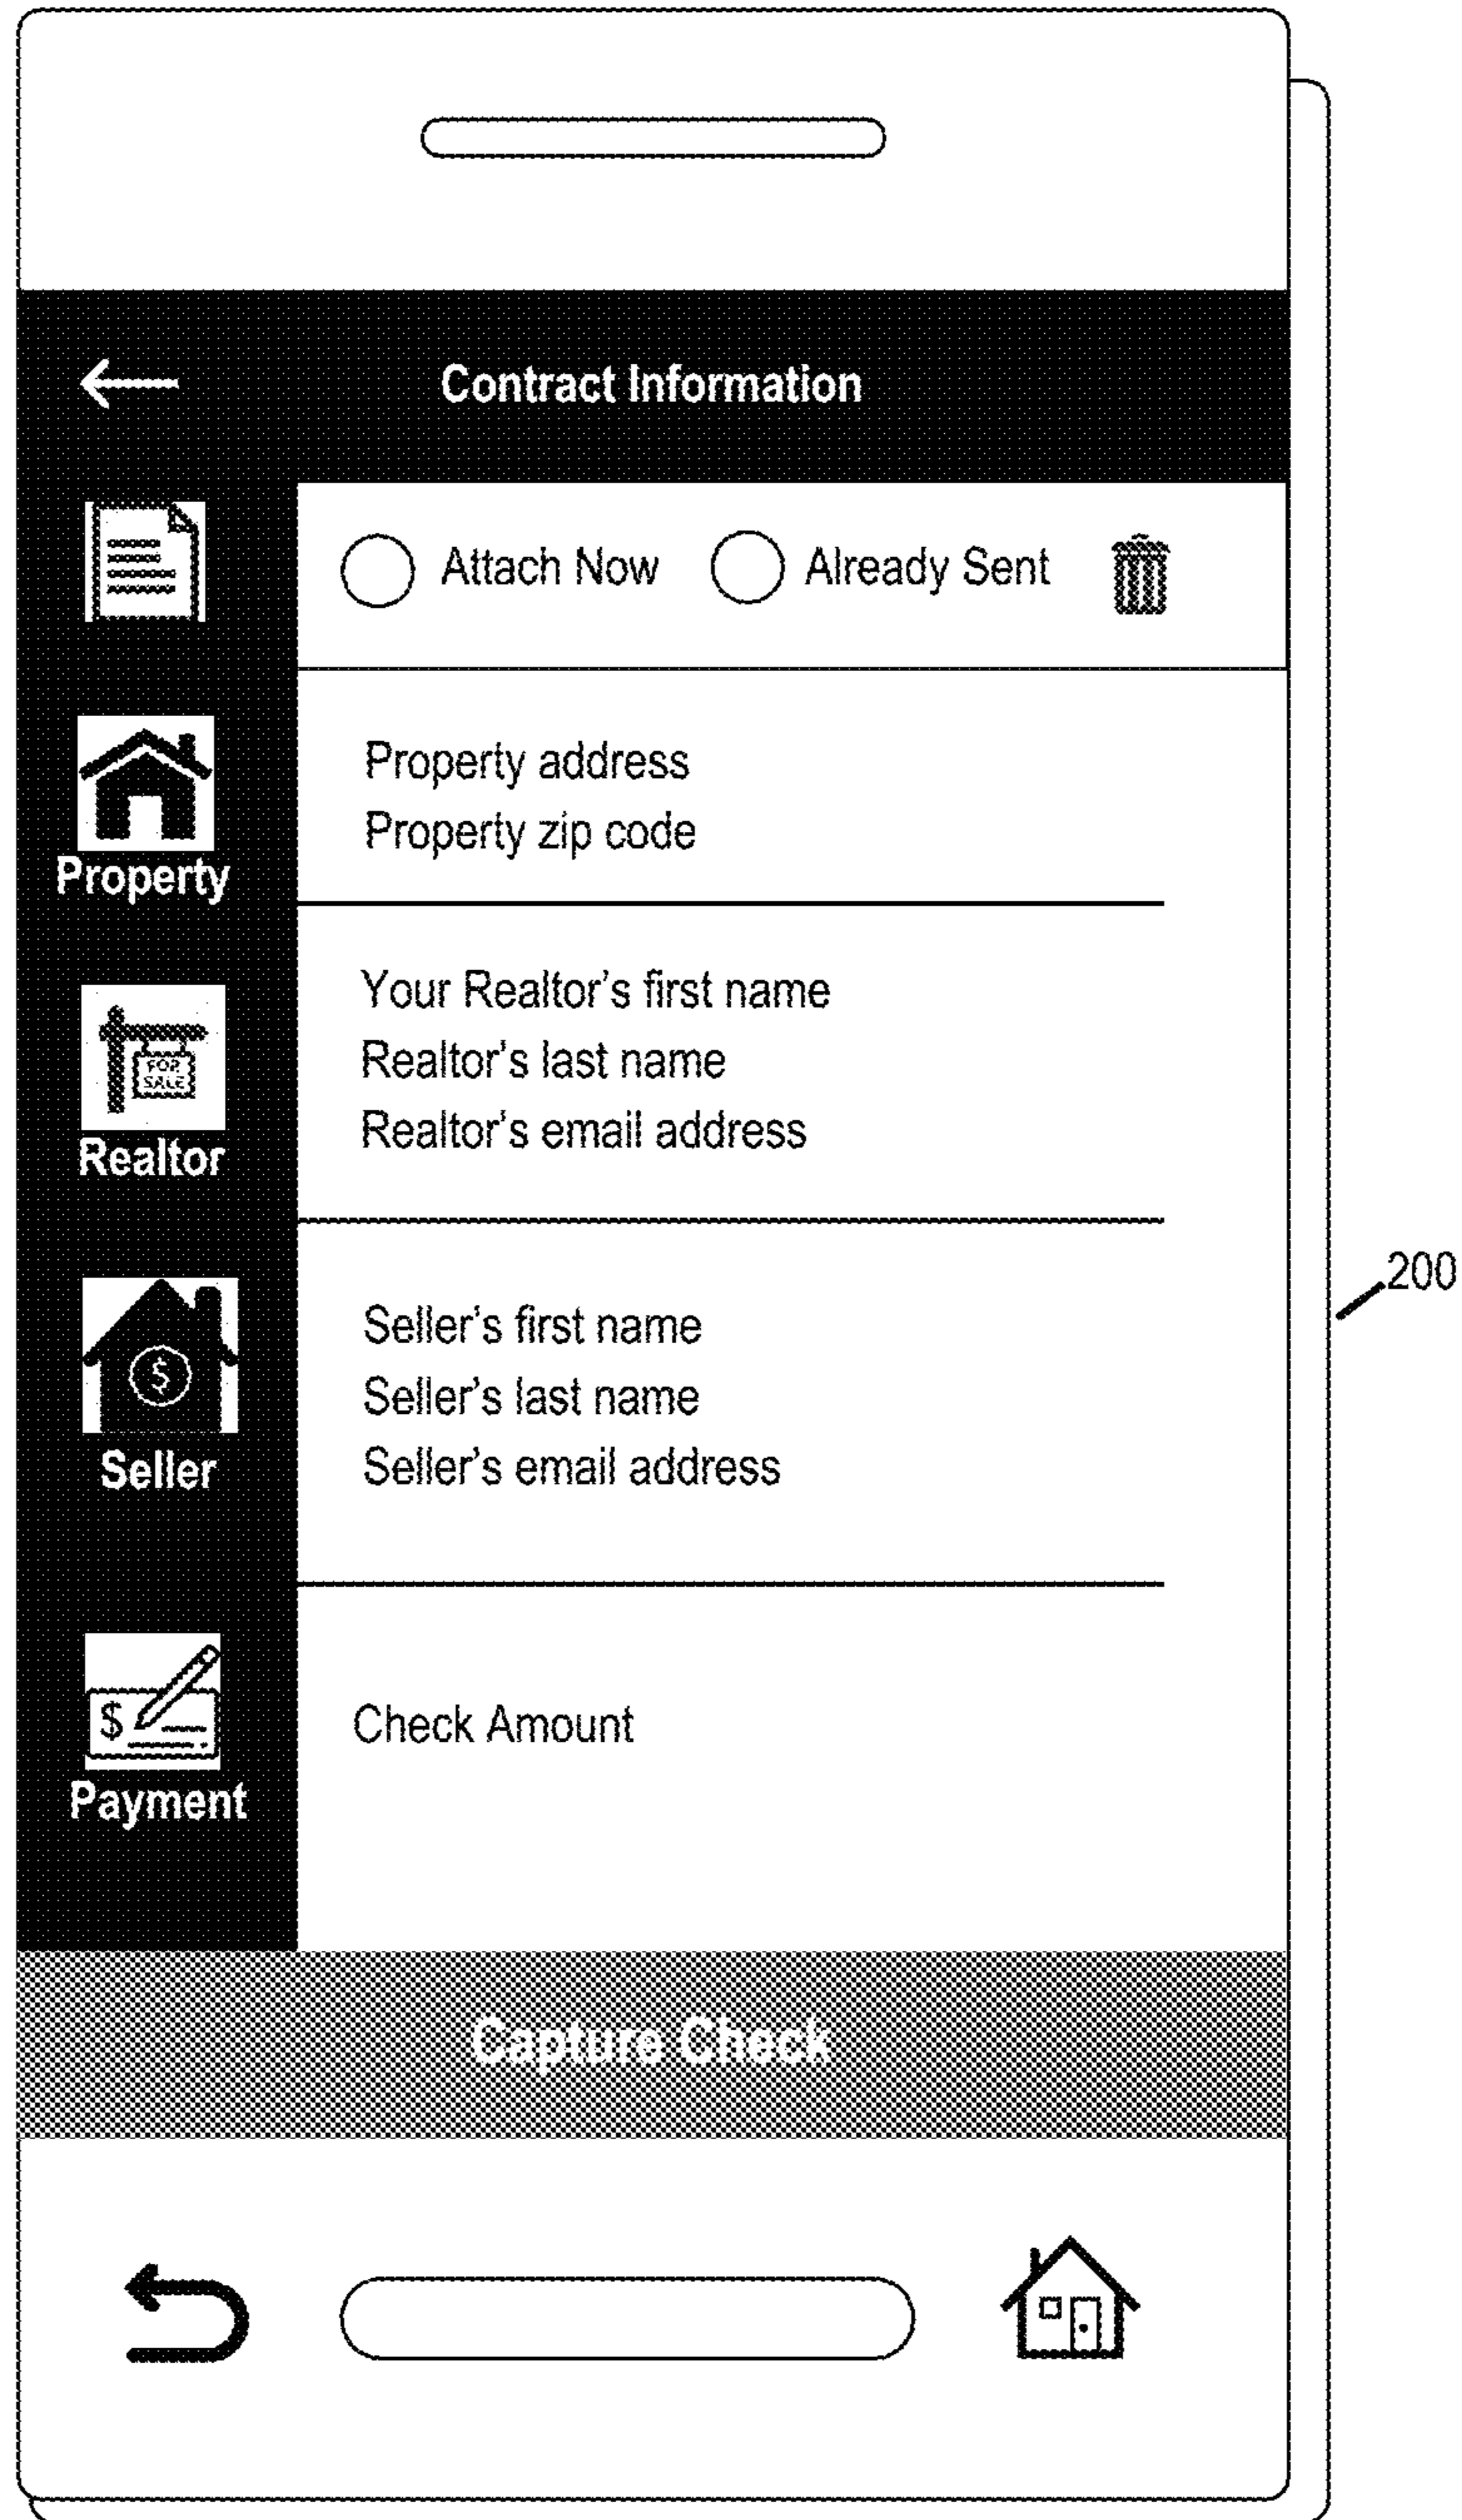 Contract Information
Attach Now Already Sent
Property address
Property zip code
Property
Your Realtor's first name
Realtor's last name
Realtor's email address
FOR
SALE
Realtor
200
Seller's first name
Seller's last name
Seller's email address
$
Seller
Check Amount
$
Payment
Capture Check